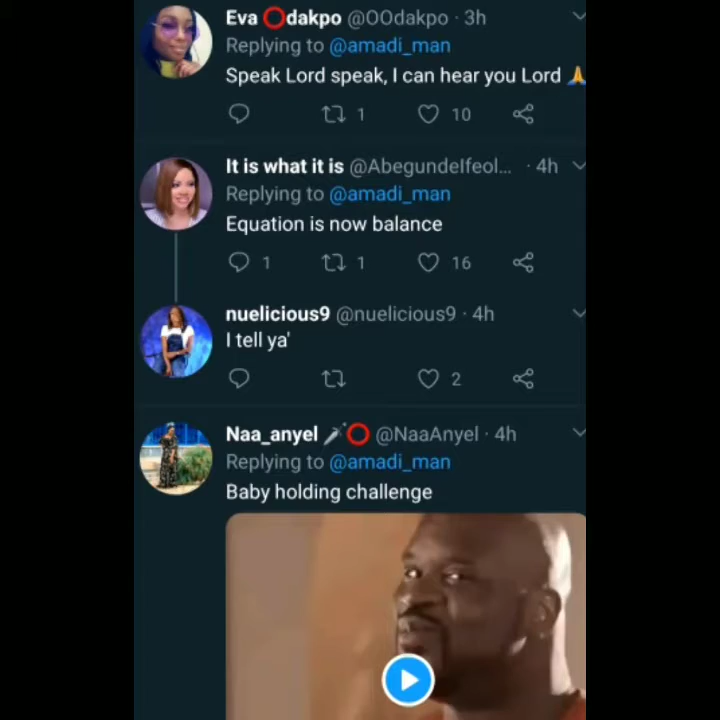 Eva ⭕dakpo @OOdakpo · 3h
Replying to @amadi_man
Speak Lord speak, I can hear you Lord 🙏
1 10
It is what it is @Abegundelfeol... · 4h
Replying to @amadi_man
Equation is now balance
1 1 16
nuelicious9 @nuelicious9 · 4h
I tell ya'
2
Naa_anyel 🎤⭕ @NaaAnyel · 4h
Replying to @amadi_man
Baby holding challenge